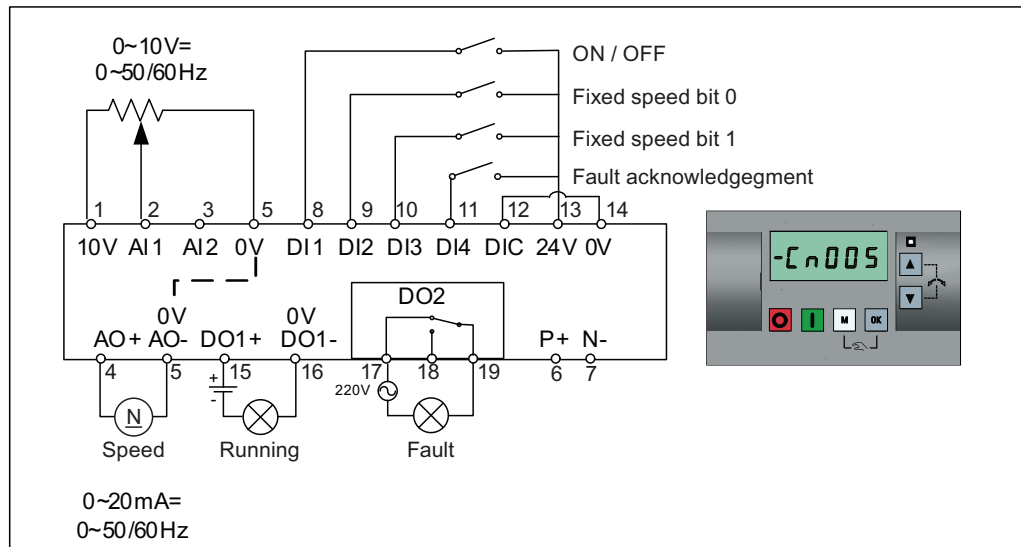 0~10V=
0~50/60Hz
ON / OFF
Fixed speed bit 0
Fixed speed bit 1
Fault acknowledgegment
1 2 3 5 8 9 10 11 12 13 14
10V AI1 AI2 0V DI1 DI2 DI3 DI4 DIC 24V 0V
-Cn005
M OK
DO2
0V 0V
AO+ AO- DO1+ DO1- P+ N-
4 5 15 16 17 18 19 6 7
+
-
220V
N
Speed Running Fault
0~20mA=
0~50/60Hz